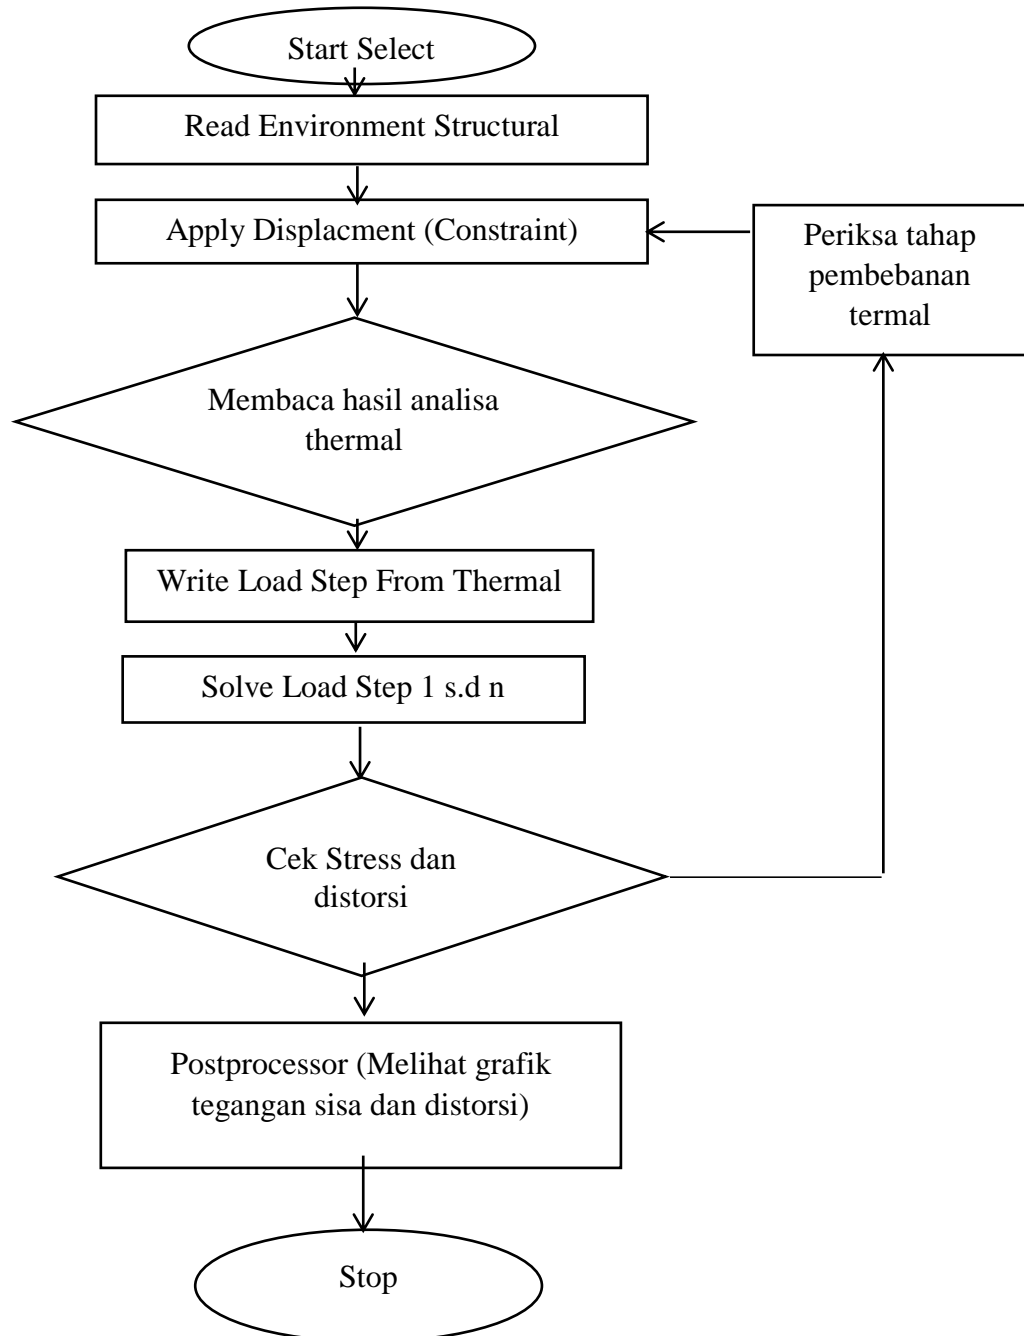 Start Select
Read Environment Structural
Apply Displacment (Constraint)
Periksa tahap
pembebanan
termal
Membaca hasil analisa
thermal
Write Load Step From Thermal
Solve Load Step 1 s.d n
Cek Stress dan
distorsi
Postprocessor (Melihat grafik
tegangan sisa dan distorsi)
Stop